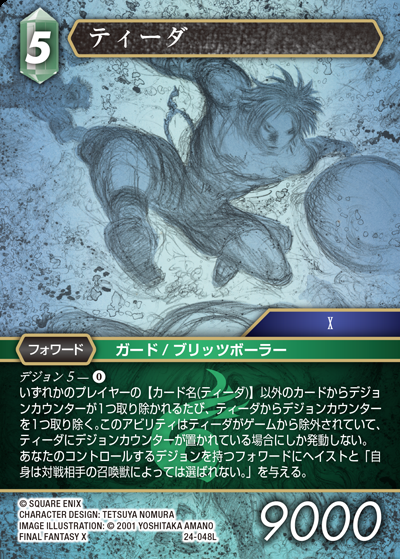 5
ティーダ
X
フォワード
ガード / ブリッツボーラー
デジョン 5 ― 0
いずれかのプレイヤーの【カード名(ティーダ)】以外のカードからデジョ
ンカウンターが1つ取り除かれるたび、ティーダからデジョンカウンター
を1つ取り除く。このアビリティはティーダがゲームから除外されていて、
ティーダにデジョンカウンターが置かれている場合にしか発動しない。
あなたのコントロールするデジョンを持つフォワードにヘイストと「自
身は対戦相手の召喚獣によっては選ばれない。」を与える。
© SQUARE ENIX
CHARACTER DESIGN: TETSUYA NOMURA
IMAGE ILLUSTRATION: © 2001 YOSHITAKA AMANO
FINAL FANTASY X
24-048L
9000